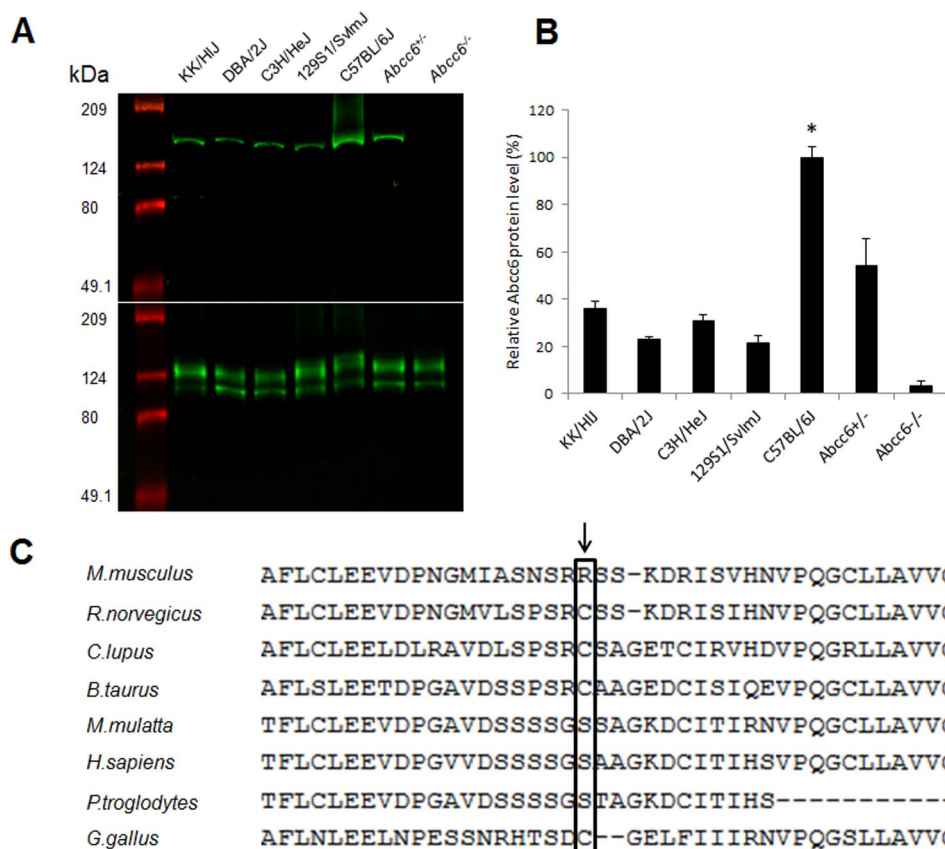 A
kDa
KK/HIJ
DBA/2J
C3H/HeJ
129S1/SvImJ
C57BL/6J
Abcc6+/-
Abcc6-/-
209
124
80
49.1
209
124
80
49.1
B
Relative Abcc6 protein level (%)
120
100
80
60
40
20
0
*
KK/HIJ
DBA/2J
C3H/HeJ
129S1/SvImJ
C57BL/6J
Abcc6+/-
Abcc6-/-
C
M.musculus AFLCLEEVDPNGMIASNSRRSS-KDRISVHNVPQGCLLAVV
R.norvegicus AFLCLEEVDPNGMVLSPSRCSS-KDRISIHNVPQGCLLAVV
C.lupus AFLCLEELDLRAVDLSPSRCSAGETCIRVHDVPQGRLLAVV
B.taurus AFLSLEETDPGAVDSSPSRCAAGEDCISIQEVPQGCLLAVV
M.mulatta TFLCLEEVDPGAVDSSSSGSSAGKDCITIRNVPQGCLLAVV
H.sapiens TFLCLEEVDPGVVDSSSSGSAAGKDCITIHSVPQGCLLAVV
P.troglodytes TFLCLEEVDPGAVDSSSSGSTAGKDCITIHS-----------
G.gallus AFLNLEELNPESSNRHTSDC--GELFIIIRNVPQGSLLAVV